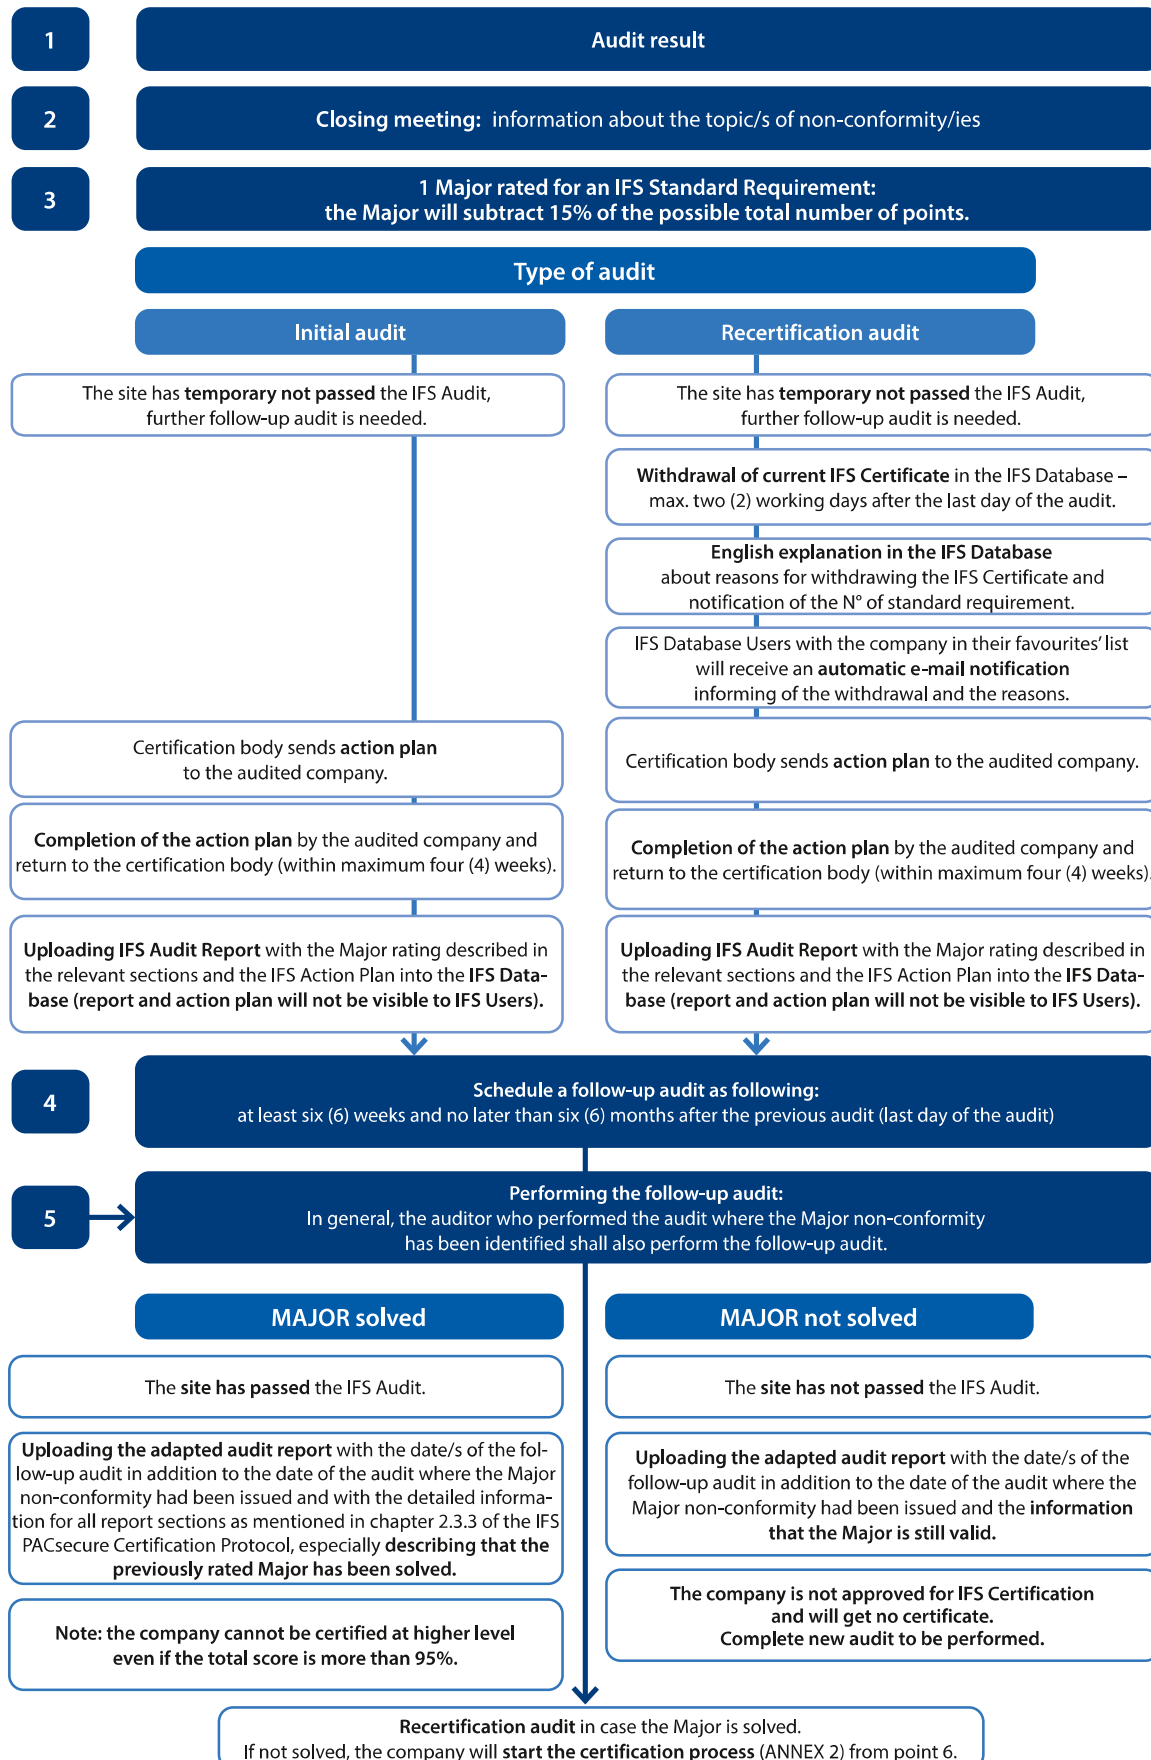 1
Audit result
2
Closing meeting: information about the topic/s of non-conformity/ies
3
1 Major rated for an IFS Standard Requirement:
the Major will subtract 15% of the possible total number of points.
Type of audit
Initial audit
The site has temporary not passed the IFS Audit,
further follow-up audit is needed.
Certification body sends action plan
to the audited company.
Completion of the action plan by the audited company and
return to the certification body (within maximum four (4) weeks).
Uploading IFS Audit Report with the Major rating described in
the relevant sections and the IFS Action Plan into the IFS Data-
base (report and action plan will not be visible to IFS Users).
Recertification audit
The site has temporary not passed the IFS Audit,
further follow-up audit is needed.
Withdrawal of current IFS Certificate in the IFS Database –
max. two (2) working days after the last day of the audit.
English explanation in the IFS Database
about reasons for withdrawing the IFS Certificate and
notification of the N° of standard requirement.
IFS Database Users with the company in their favourites’ list
will receive an automatic e-mail notification
informing of the withdrawal and the reasons.
Certification body sends action plan to the audited company.
Completion of the action plan by the audited company and
return to the certification body (within maximum four (4) weeks).
Uploading IFS Audit Report with the Major rating described in
the relevant sections and the IFS Action Plan into the IFS Data-
base (report and action plan will not be visible to IFS Users).
4
Schedule a follow-up audit as following:
at least six (6) weeks and no later than six (6) months after the previous audit (last day of the audit)
5
Performing the follow-up audit:
In general, the auditor who performed the audit where the Major non-conformity
has been identified shall also perform the follow-up audit.
MAJOR solved
The site has passed the IFS Audit.
Uploading the adapted audit report with the date/s of the fol-
low-up audit in addition to the date of the audit where the Major
non-conformity had been issued and with the detailed informa-
tion for all report sections as mentioned in chapter 2.3.3 of the IFS
PACsecure Certification Protocol, especially describing that the
previously rated Major has been solved.
Note: the company cannot be certified at higher level
even if the total score is more than 95%.
MAJOR not solved
The site has not passed the IFS Audit.
Uploading the adapted audit report with the date/s of the
follow-up audit in addition to the date of the audit where the
Major non-conformity had been issued and the information
that the Major is still valid.
The company is not approved for IFS Certification
and will get no certificate.
Complete new audit to be performed.
Recertification audit in case the Major is solved.
If not solved, the company will start the certification process (ANNEX 2) from point 6.